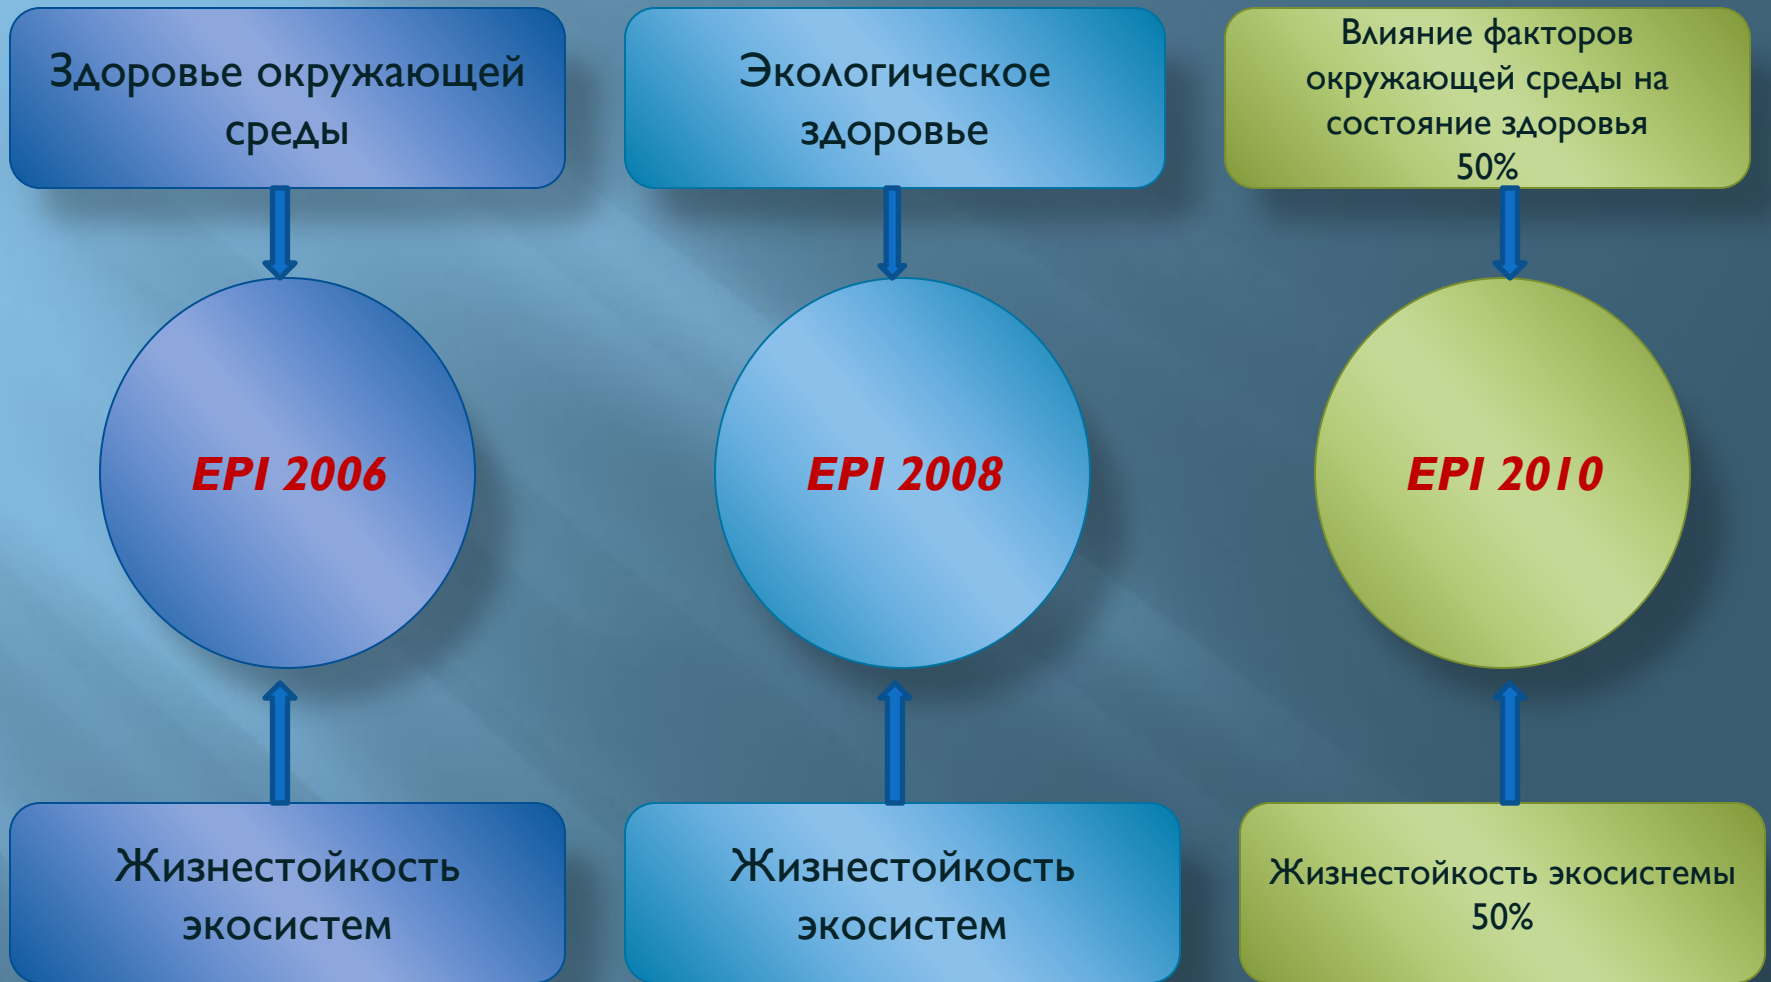 Здоровье окружающей
среды
Экологическое
здоровье
Влияние факторов
окружающей среды на
состояние здоровья
50%
EPI 2006
EPI 2008
EPI 2010
Жизнестойкость
экосистем
Жизнестойкость
экосистем
Жизнестойкость экосистемы
50%